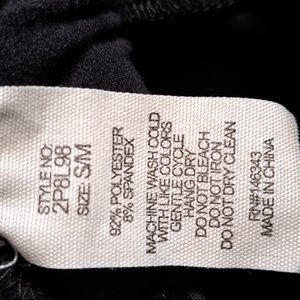 STYLE NO:
2P8L98
SIZE: S/M
92% POLYESTER
8% SPANDEX
MACHINE WASH COLD
WITH LIKE COLORS
GENTLE CYCLE
HANG DRY
DO NOT BLEACH
DO NOT IRON
DO NOT DRY CLEAN
RN#146343
MADE IN CHINA